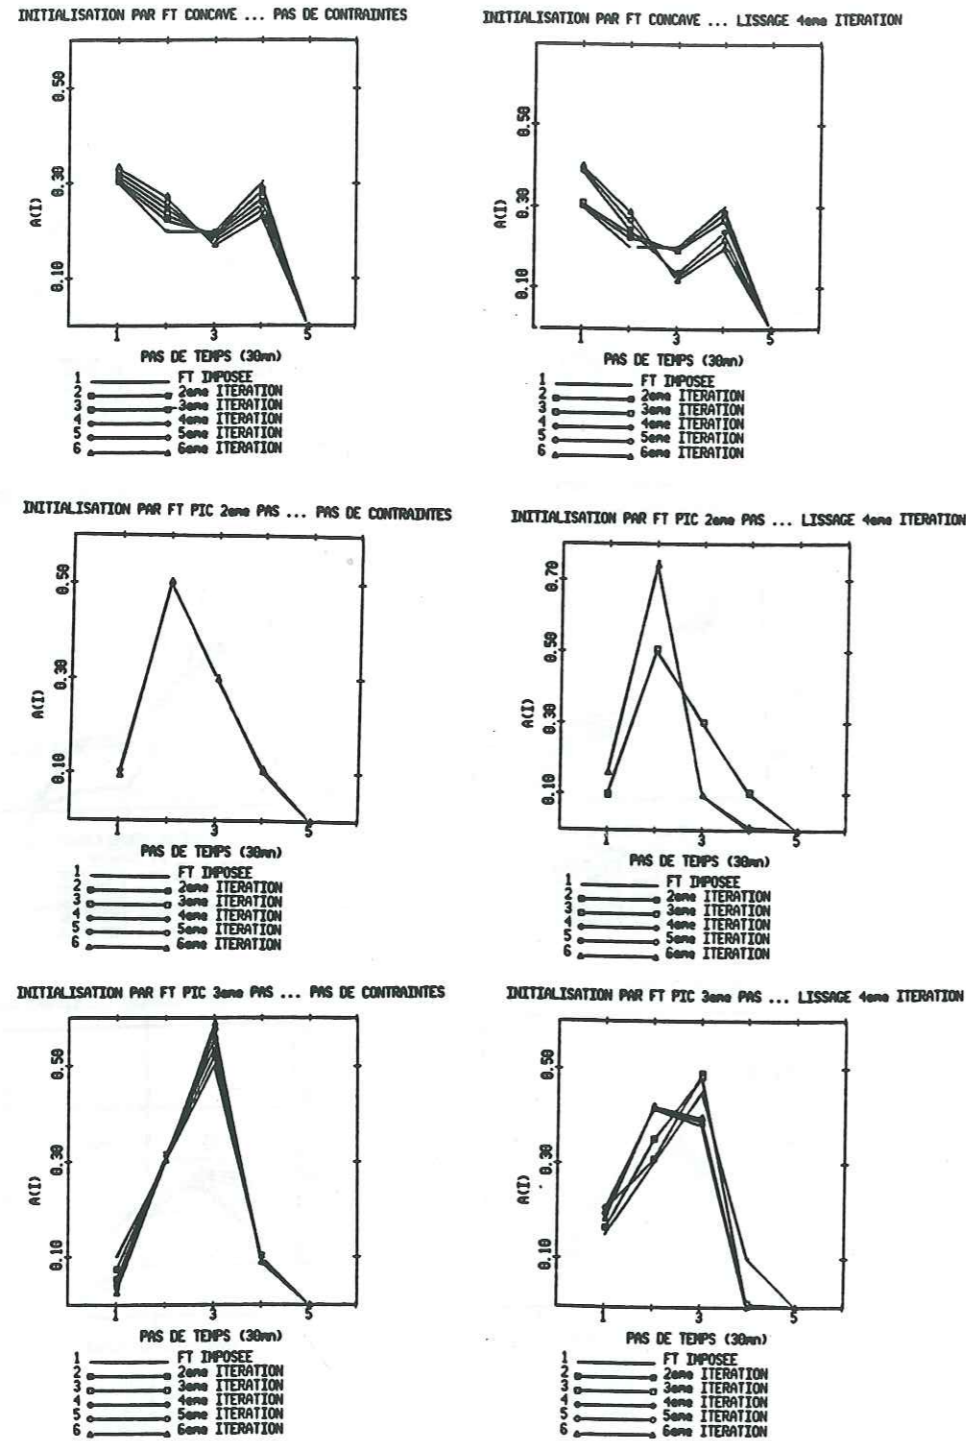 INITIALISATION PAR FT CONCAVE ... PAS DE CONTRAINTES
0.50
0.30
0.10
A(I)
1 3 5
PAS DE TEMPS (30mn)
1 FT IMPOSEE
2 2eme ITERATION
3 3eme ITERATION
4 4eme ITERATION
5 5eme ITERATION
6 6eme ITERATION
INITIALISATION PAR FT CONCAVE ... LISSAGE 4eme ITERATION
0.50
0.30
0.10
A(I)
1 3 5
PAS DE TEMPS (30mn)
1 FT IMPOSEE
2 2eme ITERATION
3 3eme ITERATION
4 4eme ITERATION
5 5eme ITERATION
6 6eme ITERATION
INITIALISATION PAR FT PIC 2eme PAS ... PAS DE CONTRAINTES
0.50
0.30
0.10
A(I)
1 3 5
PAS DE TEMPS (30mn)
1 FT IMPOSEE
2 2eme ITERATION
3 3eme ITERATION
4 4eme ITERATION
5 5eme ITERATION
6 6eme ITERATION
INITIALISATION PAR FT PIC 2eme PAS ... LISSAGE 4eme ITERATION
0.70
0.50
0.30
0.10
A(I)
1 3 5
PAS DE TEMPS (30mn)
1 FT IMPOSEE
2 2eme ITERATION
3 3eme ITERATION
4 4eme ITERATION
5 5eme ITERATION
6 6eme ITERATION
INITIALISATION PAR FT PIC 3eme PAS ... PAS DE CONTRAINTES
0.50
0.30
0.10
A(I)
1 3 5
PAS DE TEMPS (30mn)
1 FT IMPOSEE
2 2eme ITERATION
3 3eme ITERATION
4 4eme ITERATION
5 5eme ITERATION
6 6eme ITERATION
INITIALISATION PAR FT PIC 3eme PAS ... LISSAGE 4eme ITERATION
0.50
0.30
0.10
A(I)
1 3 5
PAS DE TEMPS (30mn)
1 FT IMPOSEE
2 2eme ITERATION
3 3eme ITERATION
4 4eme ITERATION
5 5eme ITERATION
6 6eme ITERATION